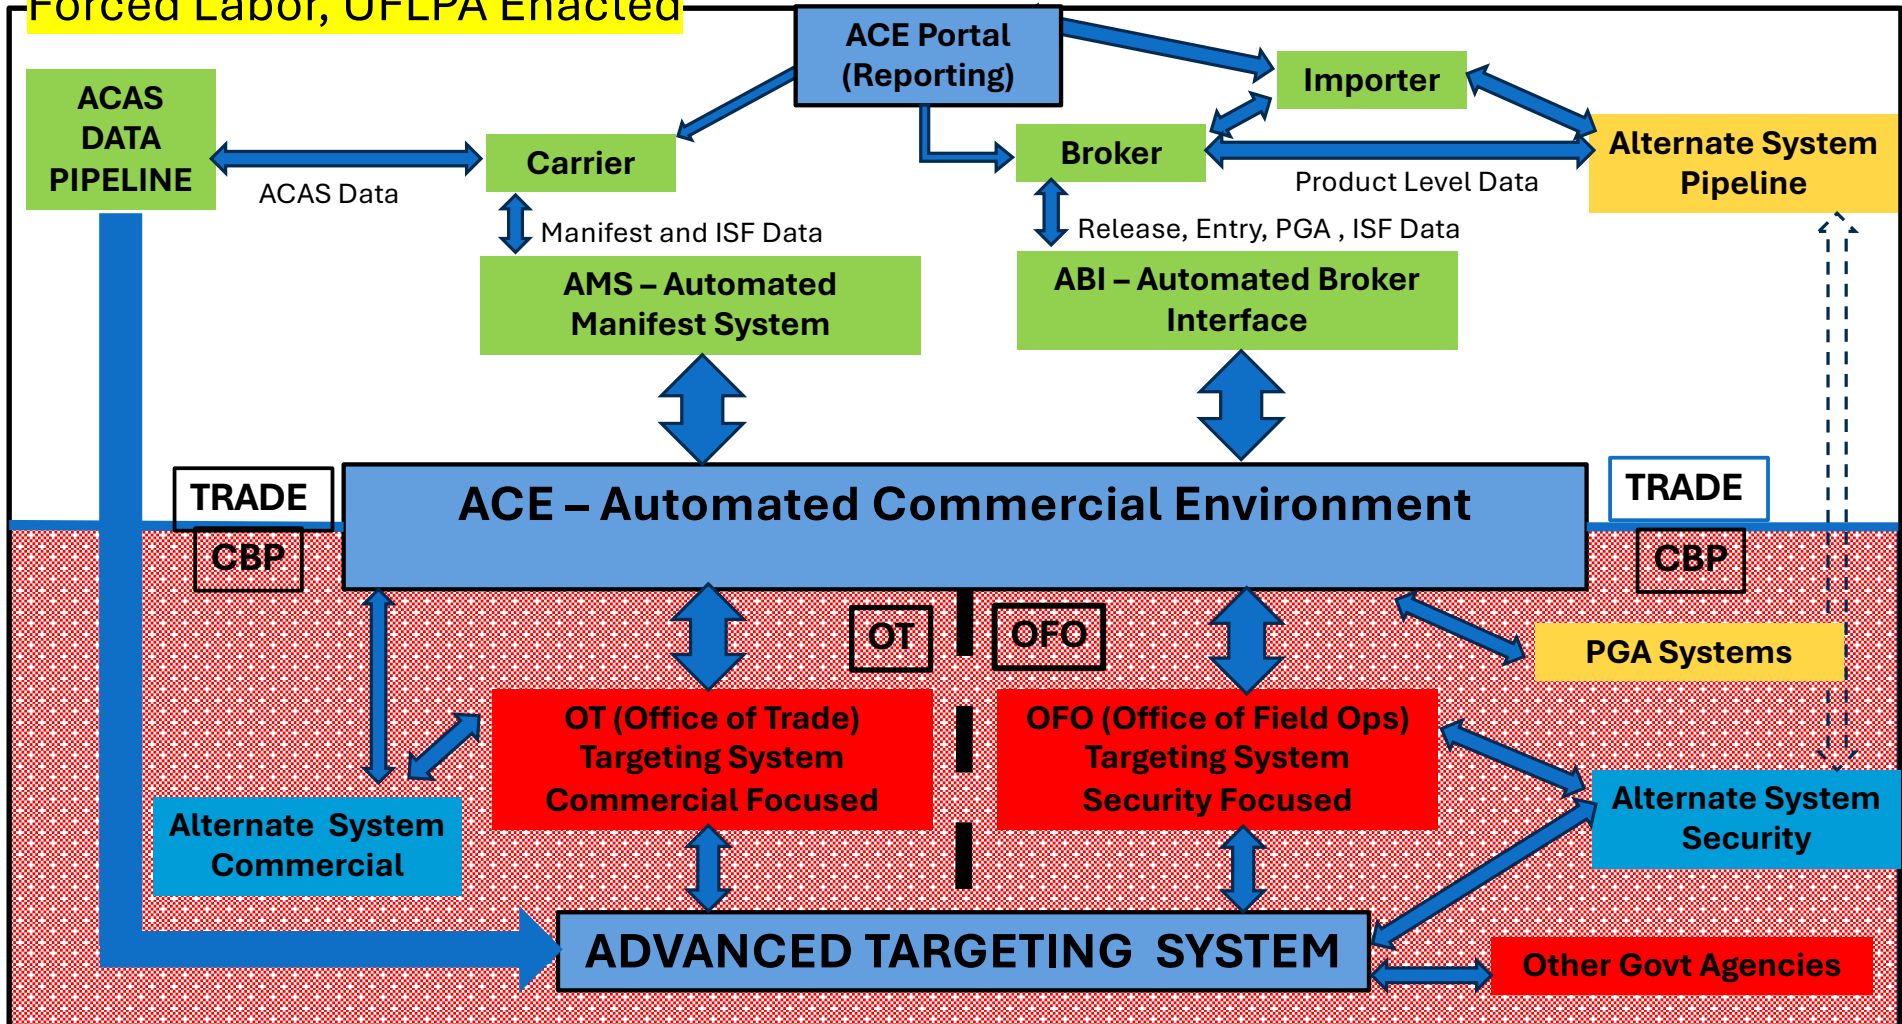 Forced Labor, UFLPA Enacted
ACE Portal
(Reporting)
ACAS
DATA
PIPELINE
Importer
Carrier
Broker
Alternate System
Pipeline
ACAS Data
Product Level Data
Manifest and ISF Data
Release, Entry, PGA , ISF Data
AMS – Automated
Manifest System
ABI – Automated Broker
Interface
TRADE
CBP
ACE – Automated Commercial Environment
TRADE
CBP
OT
OFO
PGA Systems
OT (Office of Trade)
Targeting System
Commercial Focused
OFO (Office of Field Ops)
Targeting System
Security Focused
Alternate System
Commercial
Alternate System
Security
ADVANCED TARGETING SYSTEM
Other Govt Agencies